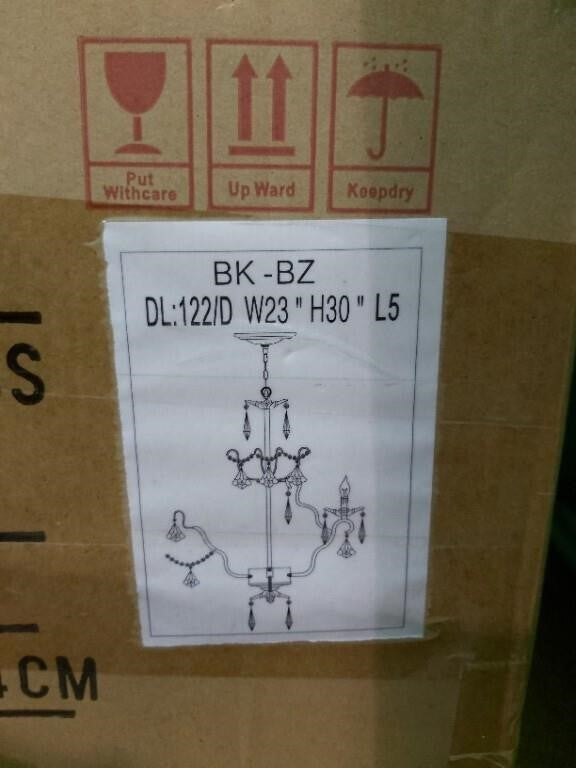 Put
Withcare
Up Ward
Keepdry
BK-BZ
DL:122/D W23" H30" L5
S
CM